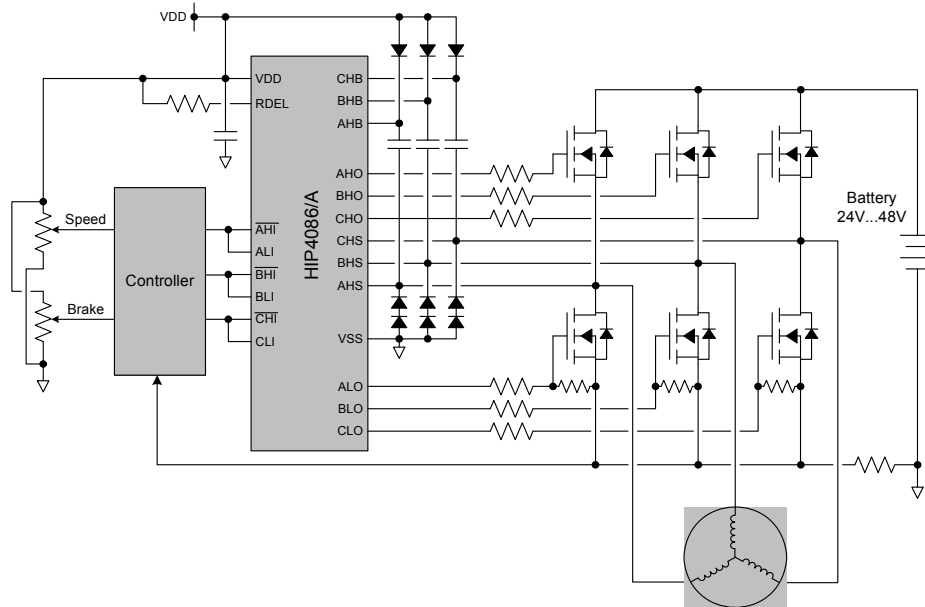 VDD
VDD
RDEL
CHB
BHB
AHB
AHO
BHO
CHO
CHS
BHS
AHS
VSS
ALO
BLO
CLO
HIP4086/A
AHI
ALI
BHI
BLI
CHI
CLI
Speed
Brake
Controller
Battery
24V...48V